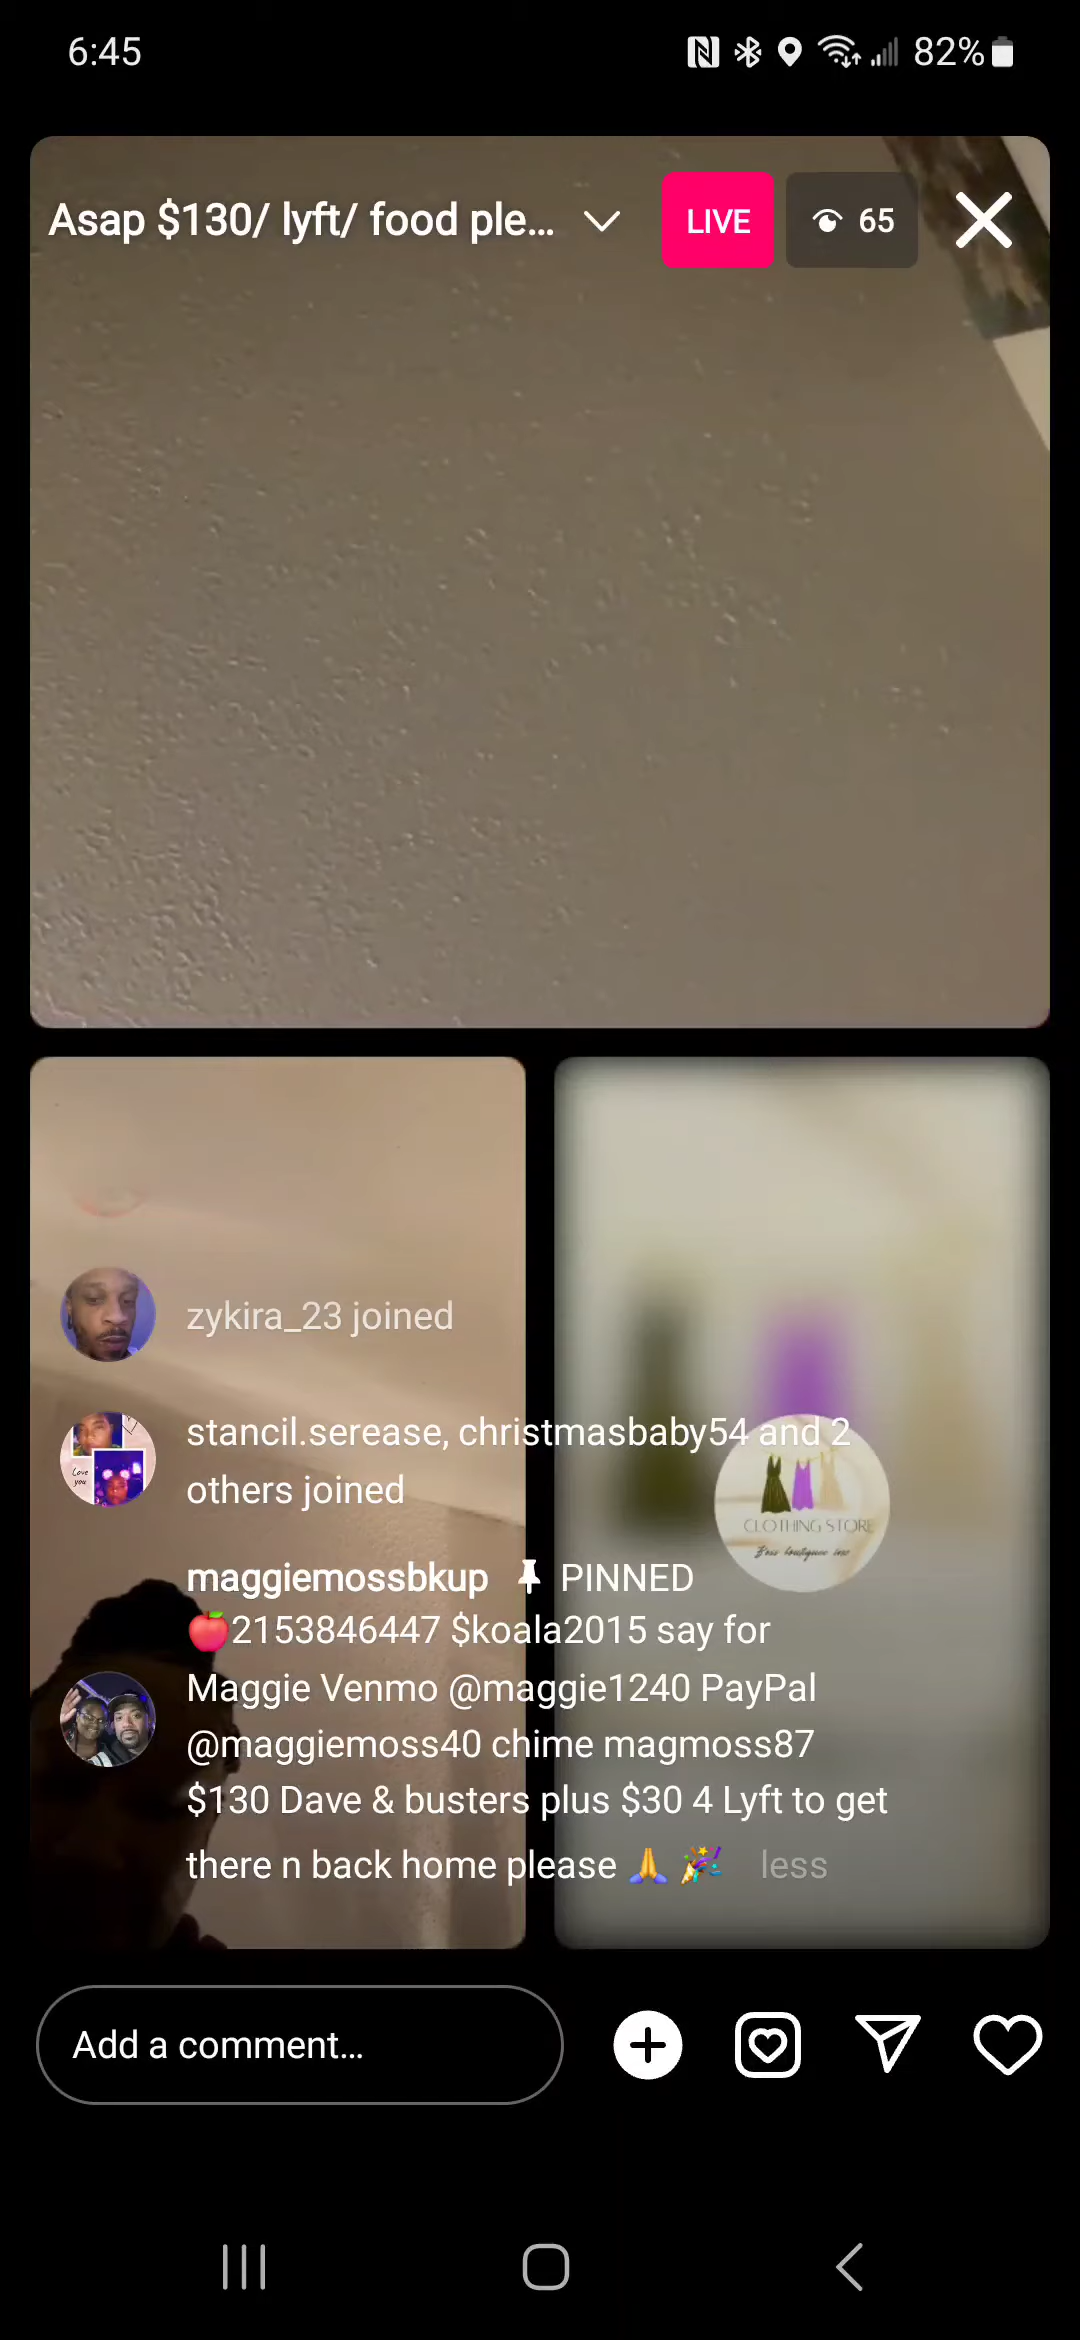 6:45
82%
Asap $130/ lyft/ food ple...
LIVE
65
zykira_23 joined
stancil.serease, christmasbaby54 and 2
others joined
CLOTHING STORE
maggiemossbkup 📌 PINNED
🍎2153846447 $koala2015 say for
Maggie Venmo @maggie1240 PayPal
@maggiemoss40 chime magmoss87
$130 Dave & busters plus $30 4 Lyft to get
there n back home please 🙏 🎉 less
Love
you
Add a comment...